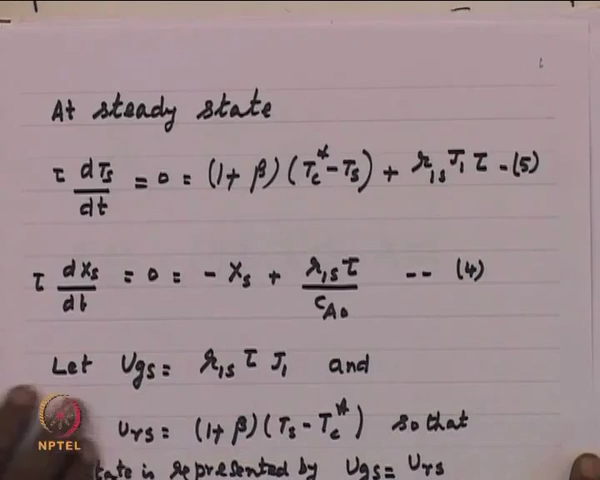 At steady state
τ dTs/dt = 0 = (1+β)(Tc* - Ts) + r1s J1 τ - (5)
τ dXs/dt = 0 = - Xs + r1s τ / CA0 -- (4)
Let Ugs = r1s τ J1 and
Urs = (1+β)(Ts - Tc*) so that
state is represented by Ugs = Urs
NPTEL